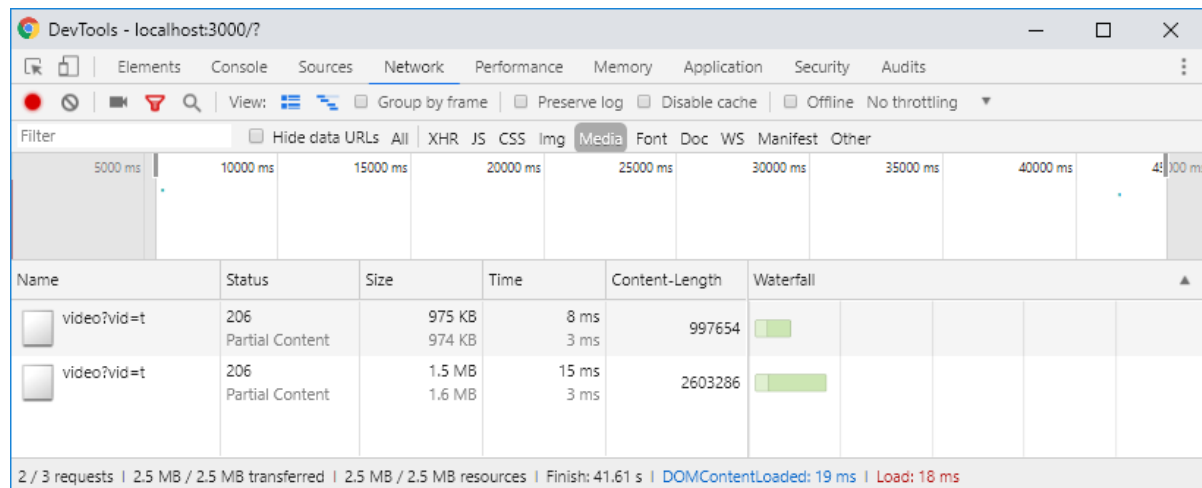 DevTools - localhost:3000/?
Elements Console Sources Network Performance Memory Application Security Audits
View: Group by frame Preserve log Disable cache Offline No throttling
Filter Hide data URLs All XHR JS CSS Img Media Font Doc WS Manifest Other
5000 ms 10000 ms 15000 ms 20000 ms 25000 ms 30000 ms 35000 ms 40000 ms
Name Status Size Time Content-Length Waterfall
video?vid=t 206 975 KB 8 ms 997654
Partial Content 974 KB 3 ms
video?vid=t 206 1.5 MB 15 ms 2603286
Partial Content 1.6 MB 3 ms
2 / 3 requests | 2.5 MB / 2.5 MB transferred | 2.5 MB / 2.5 MB resources | Finish: 41.61 s | DOMContentLoaded: 19 ms | Load: 18 ms